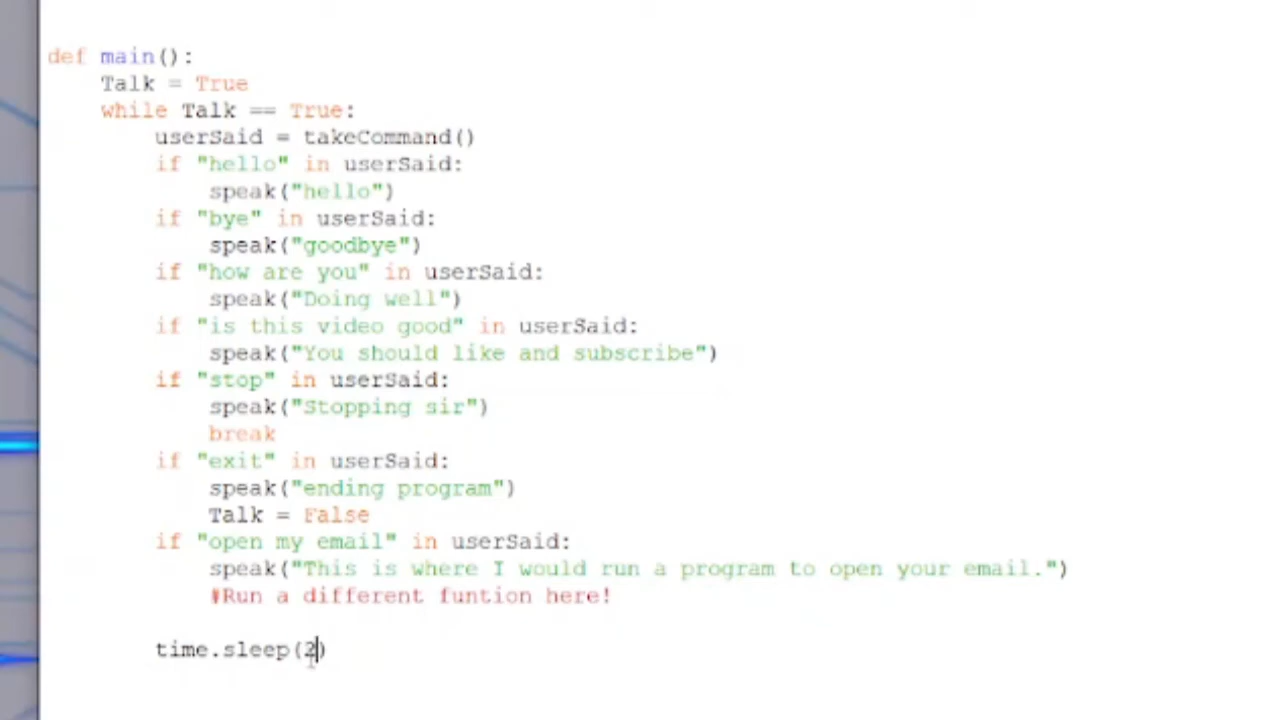 def main():
    Talk = True
    while Talk == True:
        userSaid = takeCommand()
        if "hello" in userSaid:
            speak("hello")
        if "bye" in userSaid:
            speak("goodbye")
        if "how are you" in userSaid:
            speak("Doing well")
        if "is this video good" in userSaid:
            speak("You should like and subscribe")
        if "stop" in userSaid:
            speak("Stopping sir")
            break
        if "exit" in userSaid:
            speak("ending program")
            Talk = False
        if "open my email" in userSaid:
            speak("This is where I would run a program to open your email.")
            #Run a different funtion here!
        time.sleep(2)